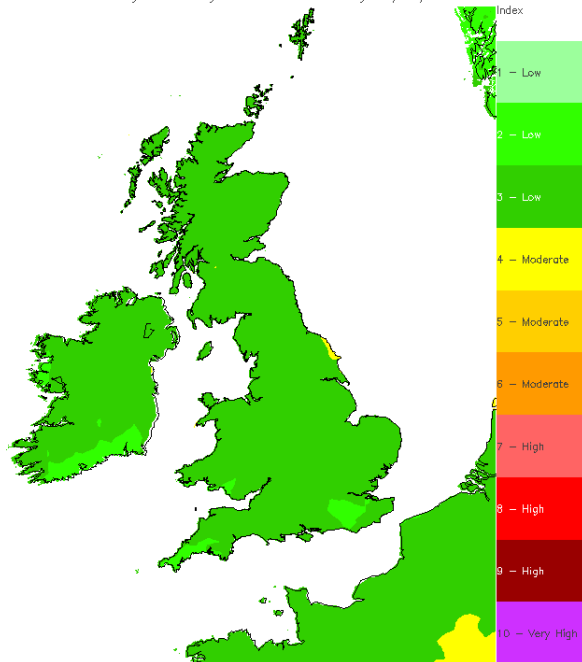 Index
1 - Low
2 - Low
3 - Low
4 - Moderate
5 - Moderate
6 - Moderate
7 - High
8 - High
9 - High
10 - Very High